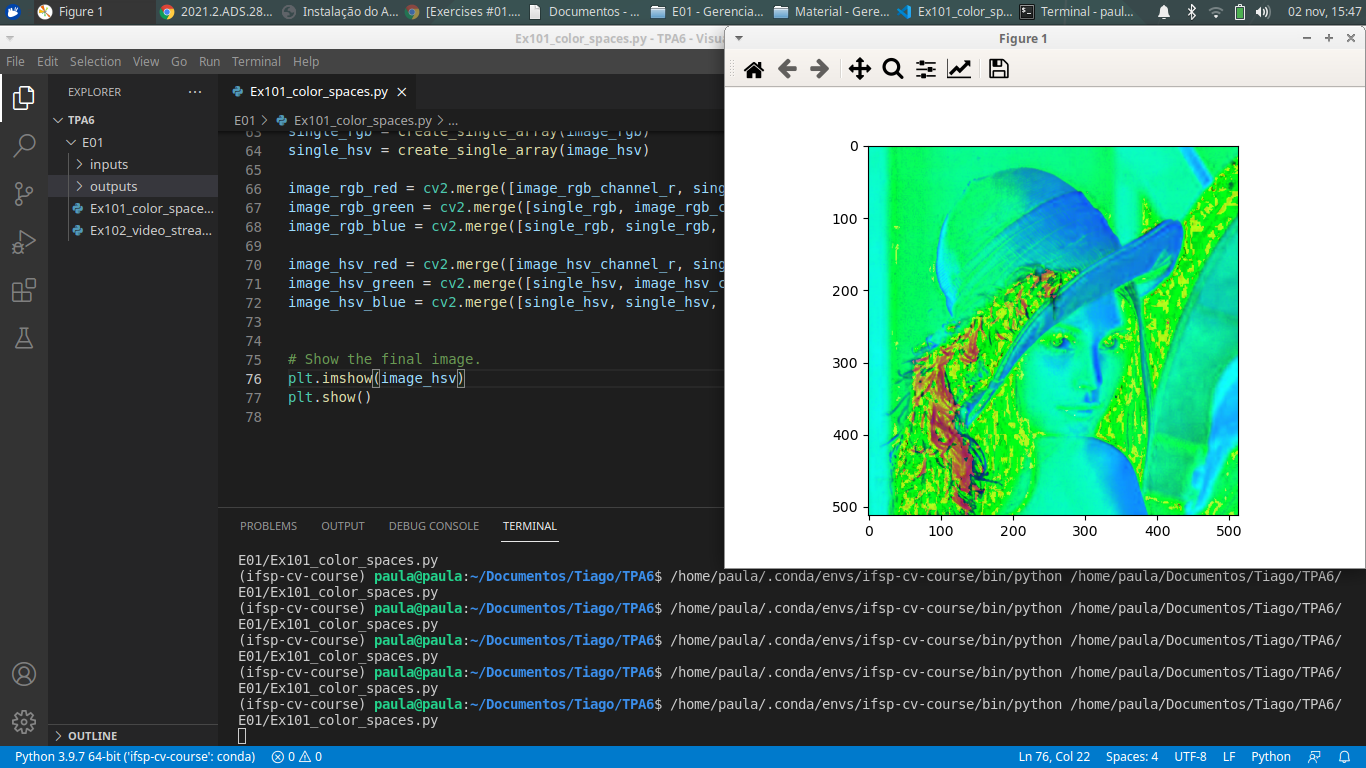 Figure 1
2021.2.ADS.28...
Instalação do A...
[Exercises #01....
Documentos - ...
E01 - Gerencia...
Material - Gere...
Ex101_color_sp...
Terminal - paul...
02 nov, 15:47
Ex101_color_spaces.py - TPA6 - Visua
Figure 1
File Edit Selection View Go Run Terminal Help
EXPLORER ...
TPA6
E01
inputs
outputs
Ex101_color_space...
Ex102_video_strea...
OUTLINE
Ex101_color_spaces.py
E01 > Ex101_color_spaces.py > ...
63 single_rgb = create_single_array(image_rgb)
64 single_hsv = create_single_array(image_hsv)
65
66 image_rgb_red = cv2.merge([image_rgb_channel_r, sing
67 image_rgb_green = cv2.merge([single_rgb, image_rgb_c
68 image_rgb_blue = cv2.merge([single_rgb, single_rgb,
69
70 image_hsv_red = cv2.merge([image_hsv_channel_r, sing
71 image_hsv_green = cv2.merge([single_hsv, image_hsv_c
72 image_hsv_blue = cv2.merge([single_hsv, single_hsv,
73
74
75 # Show the final image.
76 plt.imshow(image_hsv)
77 plt.show()
78
0
100
200
300
400
500
0 100 200 300 400 500
PROBLEMS OUTPUT DEBUG CONSOLE TERMINAL
E01/Ex101_color_spaces.py
(ifsp-cv-course) paula@paula:~/Documentos/Tiago/TPA6$ /home/paula/.conda/envs/ifsp-cv-course/bin/python /home/paula/Documentos/Tiago/TPA6/
E01/Ex101_color_spaces.py
(ifsp-cv-course) paula@paula:~/Documentos/Tiago/TPA6$ /home/paula/.conda/envs/ifsp-cv-course/bin/python /home/paula/Documentos/Tiago/TPA6/
E01/Ex101_color_spaces.py
(ifsp-cv-course) paula@paula:~/Documentos/Tiago/TPA6$ /home/paula/.conda/envs/ifsp-cv-course/bin/python /home/paula/Documentos/Tiago/TPA6/
E01/Ex101_color_spaces.py
(ifsp-cv-course) paula@paula:~/Documentos/Tiago/TPA6$ /home/paula/.conda/envs/ifsp-cv-course/bin/python /home/paula/Documentos/Tiago/TPA6/
E01/Ex101_color_spaces.py
(ifsp-cv-course) paula@paula:~/Documentos/Tiago/TPA6$ /home/paula/.conda/envs/ifsp-cv-course/bin/python /home/paula/Documentos/Tiago/TPA6/
E01/Ex101_color_spaces.py
Python 3.9.7 64-bit ('ifsp-cv-course': conda) 0 0 Ln 76, Col 22 Spaces: 4 UTF-8 LF Python